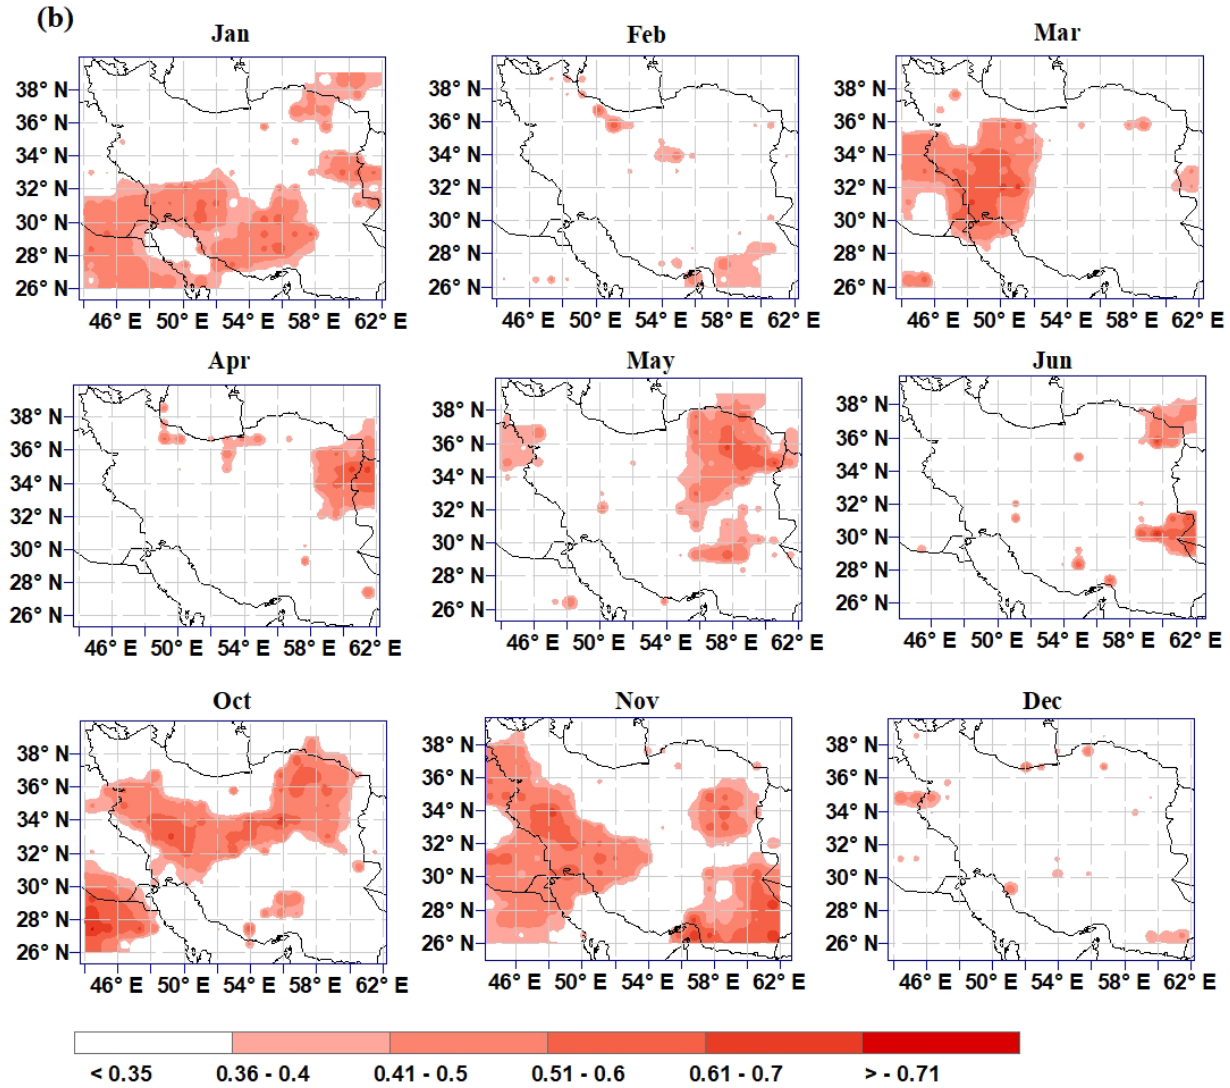 (b)
Jan Feb Mar
38° N 38° N 38° N
36° N 36° N 36° N
34° N 34° N 34° N
32° N 32° N 32° N
30° N 30° N 30° N
28° N 28° N 28° N
26° N 26° N 26° N
46° E 50° E 54° E 58° E 62° E 46° E 50° E 54° E 58° E 62° E 46° E 50° E 54° E 58° E 62° E
Apr May Jun
38° N 38° N 38° N
36° N 36° N 36° N
34° N 34° N 34° N
32° N 32° N 32° N
30° N 30° N 30° N
28° N 28° N 28° N
26° N 26° N 26° N
46° E 50° E 54° E 58° E 62° E 46° E 50° E 54° E 58° E 62° E 46° E 50° E 54° E 58° E 62° E
Oct Nov Dec
38° N 38° N 38° N
36° N 36° N 36° N
34° N 34° N 34° N
32° N 32° N 32° N
30° N 30° N 30° N
28° N 28° N 28° N
26° N 26° N 26° N
46° E 50° E 54° E 58° E 62° E 46° E 50° E 54° E 58° E 62° E 46° E 50° E 54° E 58° E 62° E
< 0.35 0.36 - 0.4 0.41 - 0.5 0.51 - 0.6 0.61 - 0.7 > - 0.71